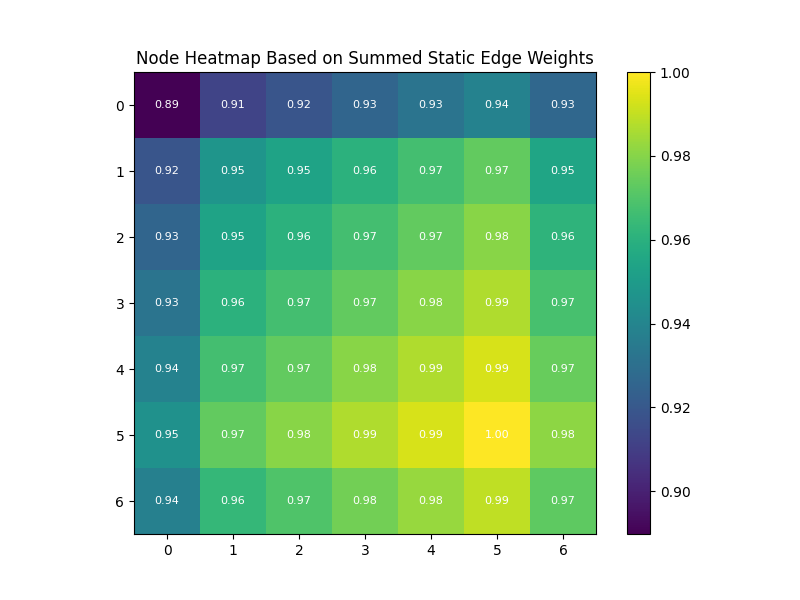 Node Heatmap Based on Summed Static Edge Weights
0 0.89 0.91 0.92 0.93 0.93 0.94 0.93
1 0.92 0.95 0.95 0.96 0.97 0.97 0.95
2 0.93 0.95 0.96 0.97 0.97 0.98 0.96
3 0.93 0.96 0.97 0.97 0.98 0.99 0.97
4 0.94 0.97 0.97 0.98 0.99 0.99 0.97
5 0.95 0.97 0.98 0.99 0.99 1.00 0.98
6 0.94 0.96 0.97 0.98 0.98 0.99 0.97
0 1 2 3 4 5 6
1.00
0.98
0.96
0.94
0.92
0.90